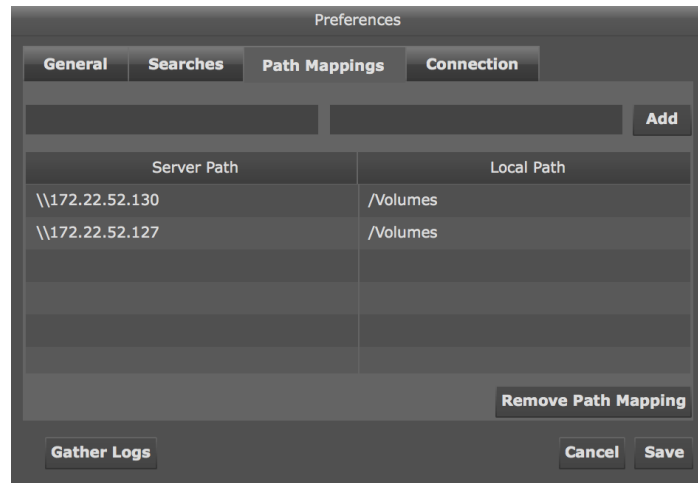 Preferences
General Searches Path Mappings Connection
Add
Server Path Local Path
\\172.22.52.130 /Volumes
\\172.22.52.127 /Volumes
Remove Path Mapping
Gather Logs Cancel Save